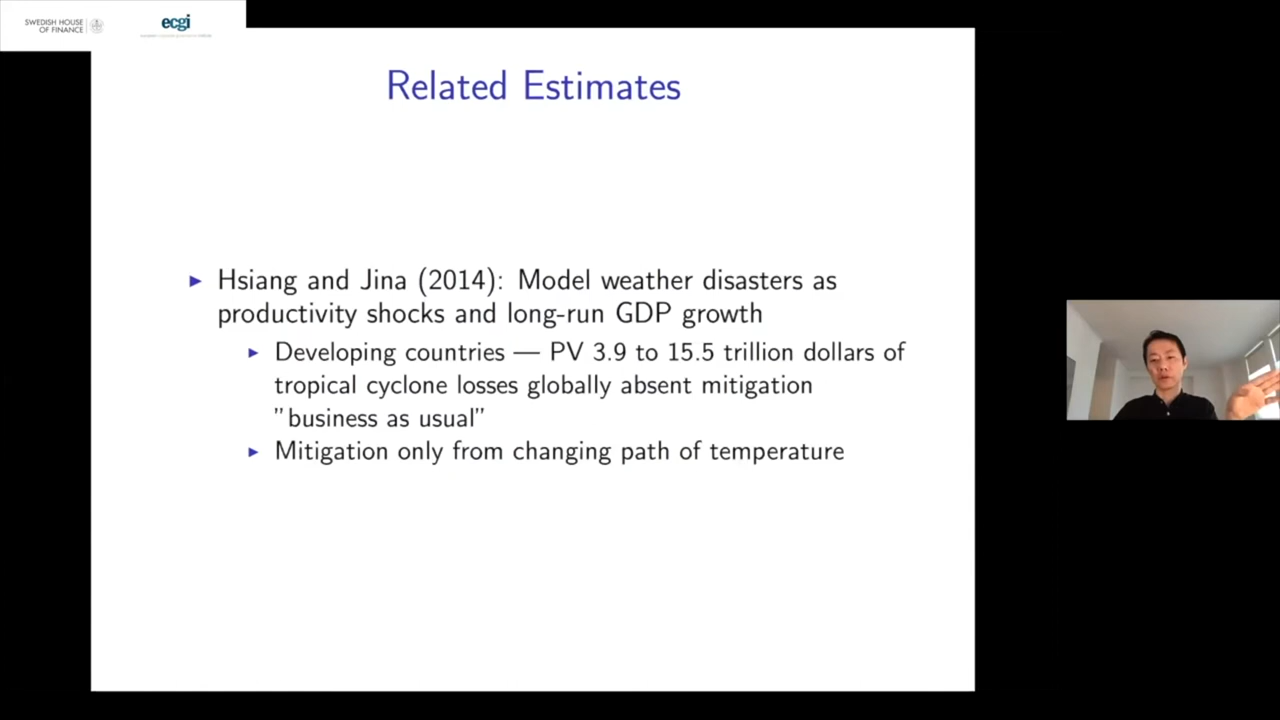 SWEDISH HOUSE
OF FINANCE
ecgi
Related Estimates
Hsiang and Jina (2014): Model weather disasters as
productivity shocks and long-run GDP growth
Developing countries — PV 3.9 to 15.5 trillion dollars of
tropical cyclone losses globally absent mitigation
"business as usual"
Mitigation only from changing path of temperature